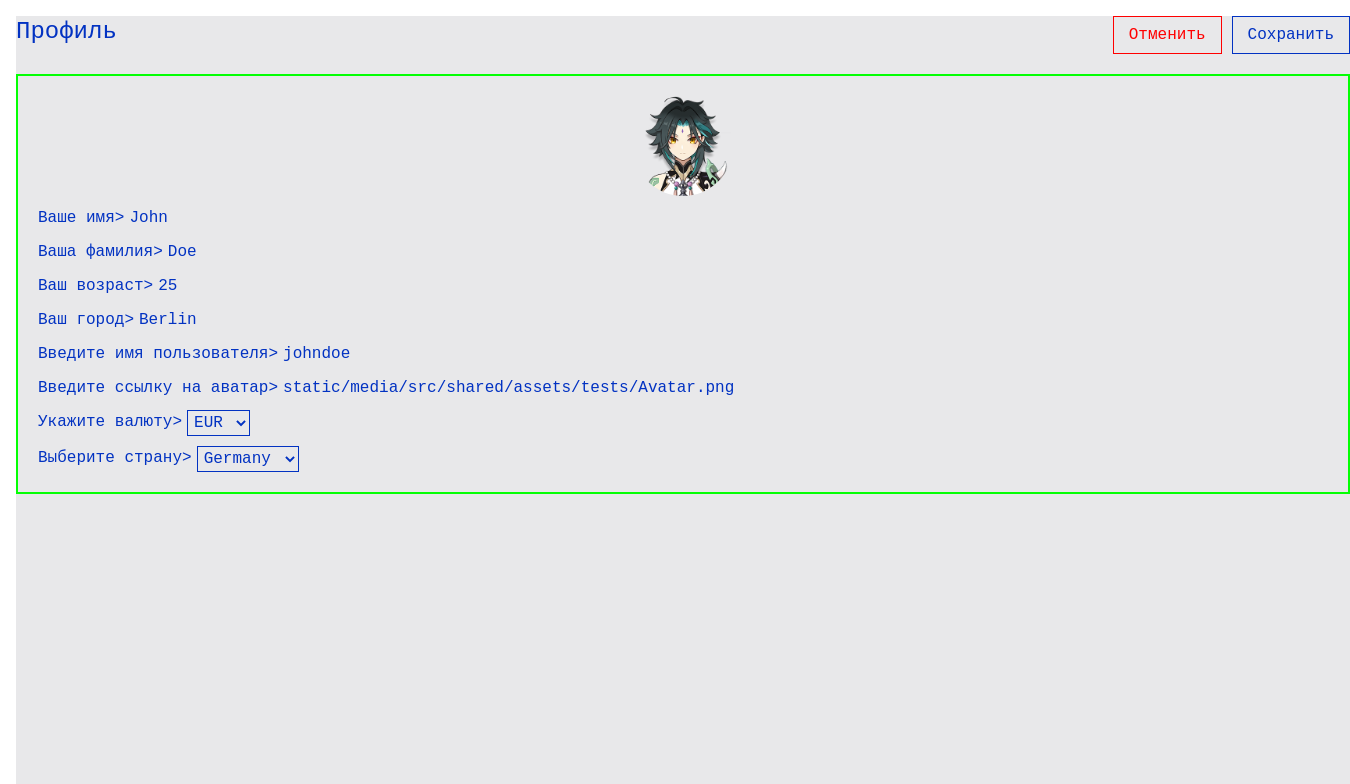 Профиль
Отменить
Сохранить
Ваше имя> John
Ваша фамилия> Doe
Ваш возраст> 25
Ваш город> Berlin
Введите имя пользователя> johndoe
Введите ссылку на аватар> static/media/src/shared/assets/tests/Avatar.png
Укажите валюту> EUR
Выберите страну> Germany